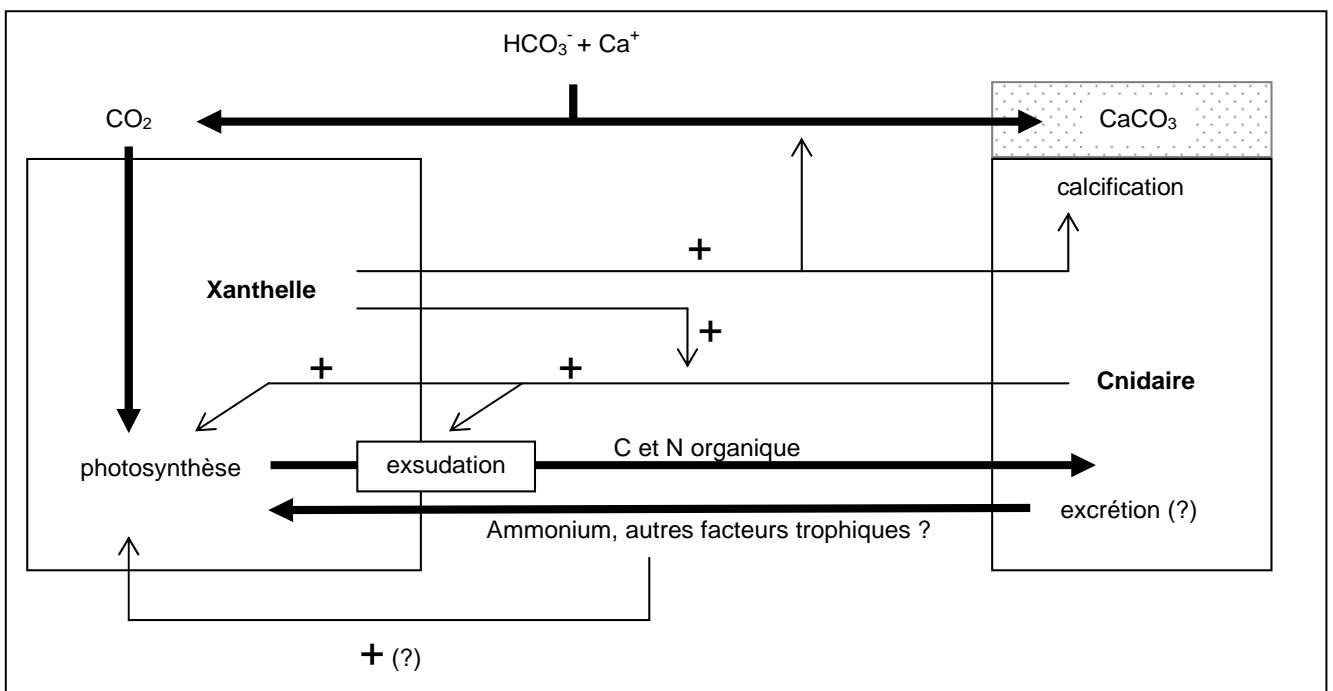 HCO₃⁻ + Ca⁺
CO₂
CaCO₃
calcification
+
Xanthelle
+
+
+
Cnidaire
C et N organique
photosynthèse
exsudation
excrétion (?)
Ammonium, autres facteurs trophiques ?
+ (?)